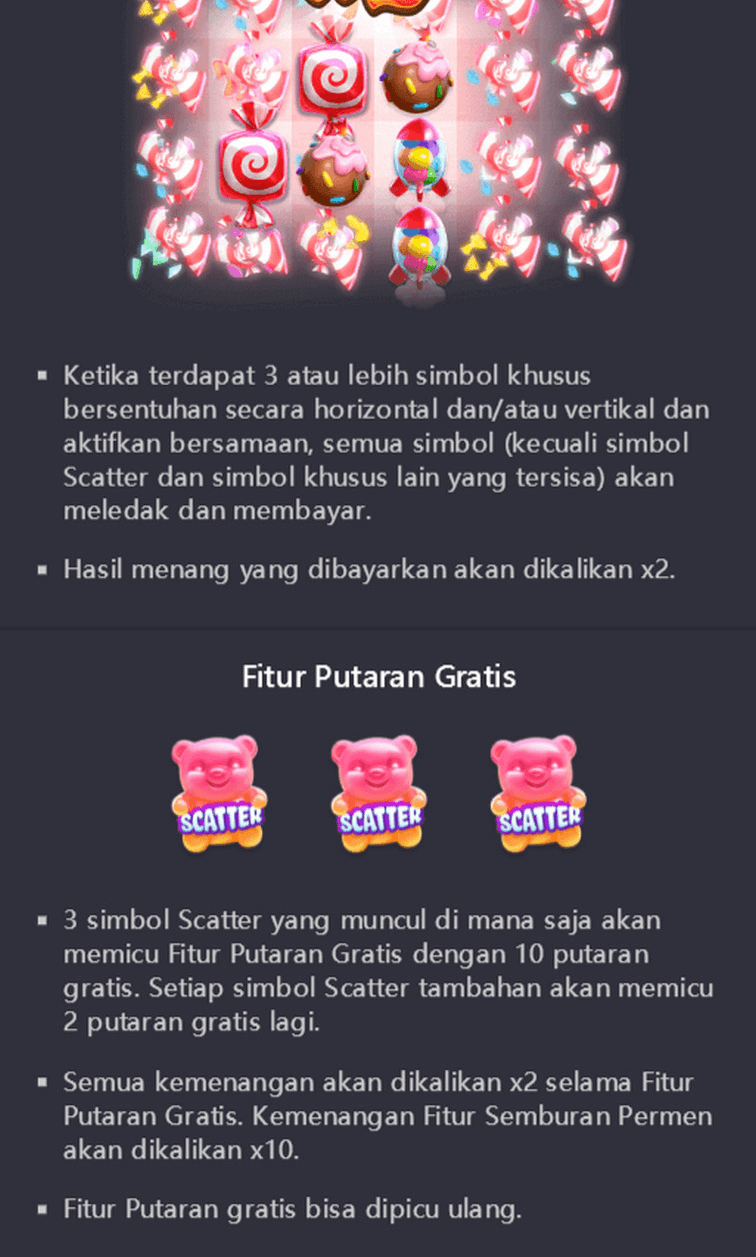 Ketika terdapat 3 atau lebih simbol khusus
bersentuhan secara horizontal dan/atau vertikal dan
aktifkan bersamaan, semua simbol (kecuali simbol
Scatter dan simbol khusus lain yang tersisa) akan
meledak dan membayar.
Hasil menang yang dibayarkan akan dikalikan x2.
Fitur Putaran Gratis
SCATTER SCATTER SCATTER
3 simbol Scatter yang muncul di mana saja akan
memicu Fitur Putaran Gratis dengan 10 putaran
gratis. Setiap simbol Scatter tambahan akan memicu
2 putaran gratis lagi.
Semua kemenangan akan dikalikan x2 selama Fitur
Putaran Gratis. Kemenangan Fitur Semburan Permen
akan dikalikan x10.
Fitur Putaran gratis bisa dipicu ulang.